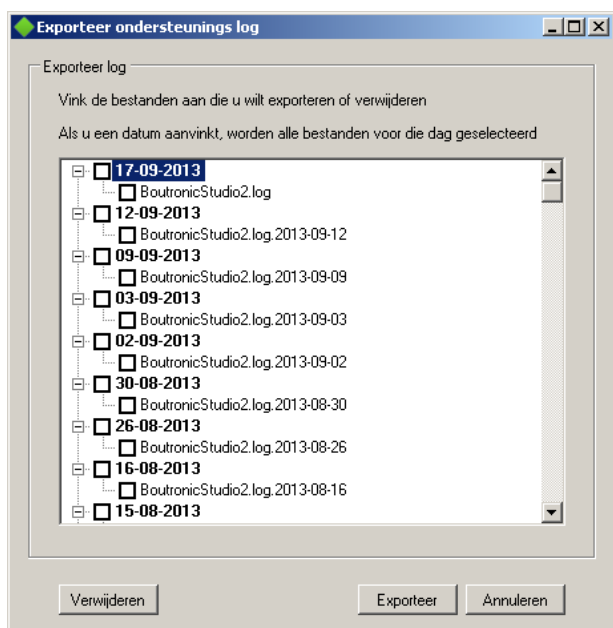 Exporteer ondersteunings log
Exporteer log
Vink de bestanden aan die u wilt exporteren of verwijderen
Als u een datum aanvinkt, worden alle bestanden voor die dag geselecteerd
17-09-2013
BoutronicStudio2.log
12-09-2013
BoutronicStudio2.log.2013-09-12
09-09-2013
BoutronicStudio2.log.2013-09-09
03-09-2013
BoutronicStudio2.log.2013-09-03
02-09-2013
BoutronicStudio2.log.2013-09-02
30-08-2013
BoutronicStudio2.log.2013-08-30
26-08-2013
BoutronicStudio2.log.2013-08-26
16-08-2013
BoutronicStudio2.log.2013-08-16
15-08-2013
Verwijderen Exporteer Annuleren